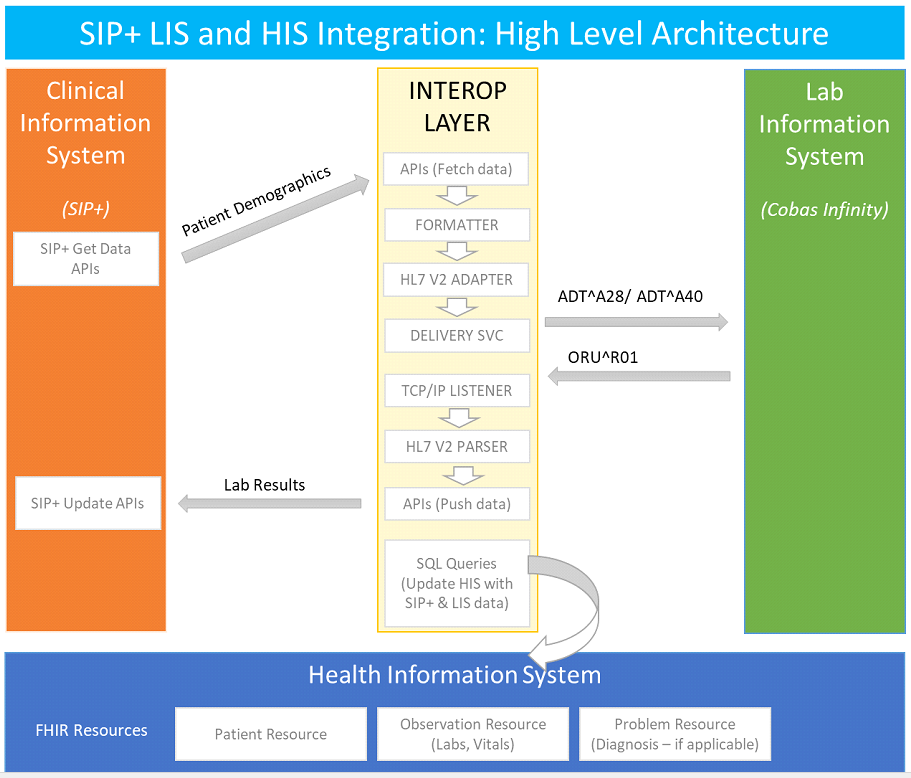 SIP+ LIS and HIS Integration: High Level Architecture
Clinical
Information
System
(SIP+)
SIP+ Get Data
APIs
SIP+ Update APIs
Patient Demographics
Lab Results
INTEROP
LAYER
APIs (Fetch data)
FORMATTER
HL7 V2 ADAPTER
DELIVERY SVC
TCP/IP LISTENER
HL7 V2 PARSER
APIs (Push data)
SQL Queries
(Update HIS with
SIP+ & LIS data)
ADT^A28/ ADT^A40
ORU^R01
Lab
Information
System
(Cobas Infinity)
Health Information System
FHIR Resources
Patient Resource
Observation Resource
(Labs, Vitals)
Problem Resource
(Diagnosis – if applicable)